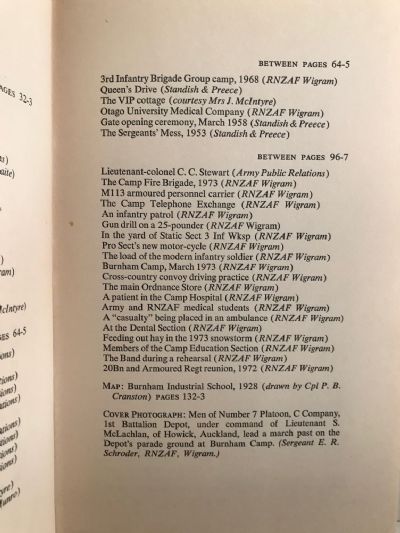 BETWEEN PAGES 64-5
3rd Infantry Brigade Group camp, 1968 (RNZAF Wigram)
Queen's Drive (Standish & Preece)
The VIP cottage (courtesy Mrs J. McIntyre)
Otago University Medical Company (RNZAF Wigram)
Gate opening ceremony, March 1958 (Standish & Preece)
The Sergeants' Mess, 1953 (Standish & Preece)
BETWEEN PAGES 96-7
Lieutenant-colonel C. C. Stewart (Army Public Relations)
The Camp Fire Brigade, 1973 (RNZAF Wigram)
M113 armoured personnel carrier (RNZAF Wigram)
The Camp Telephone Exchange (RNZAF Wigram)
An infantry patrol (RNZAF Wigram)
Gun drill on a 25-pounder (RNZAF Wigram)
In the yard of Static Sect 3 Inf Wksp (RNZAF Wigram)
Pro Sect's new motor-cycle (RNZAF Wigram)
The load of the modern infantry soldier (RNZAF Wigram)
Burnham Camp, March 1973 (RNZAF Wigram)
Cross-country convoy driving practice (RNZAF Wigram)
The main Ordnance Store (RNZAF Wigram)
A patient in the Camp Hospital (RNZAF Wigram)
Army and RNZAF medical students (RNZAF Wigram)
A "casualty" being placed in an ambulance (RNZAF Wigram)
At the Dental Section (RNZAF Wigram)
Feeding out hay in the 1973 snowstorm (RNZAF Wigram)
Members of the Camp Education Section (RNZAF Wigram)
The Band during a rehearsal (RNZAF Wigram)
20Bn and Armoured Regt reunion, 1972 (RNZAF Wigram)
MAP: Burnham Industrial School, 1928 (drawn by Cpl P. B.
Cranston) PAGES 132-3
COVER PHOTOGRAPH: Men of Number 7 Platoon, C Company,
1st Battalion Depot, under command of Lieutenant S.
McLachlan, of Howick, Auckland, lead a march past on the
Depot's parade ground at Burnham Camp. (Sergeant E. R.
Schroder, RNZAF, Wigram.)